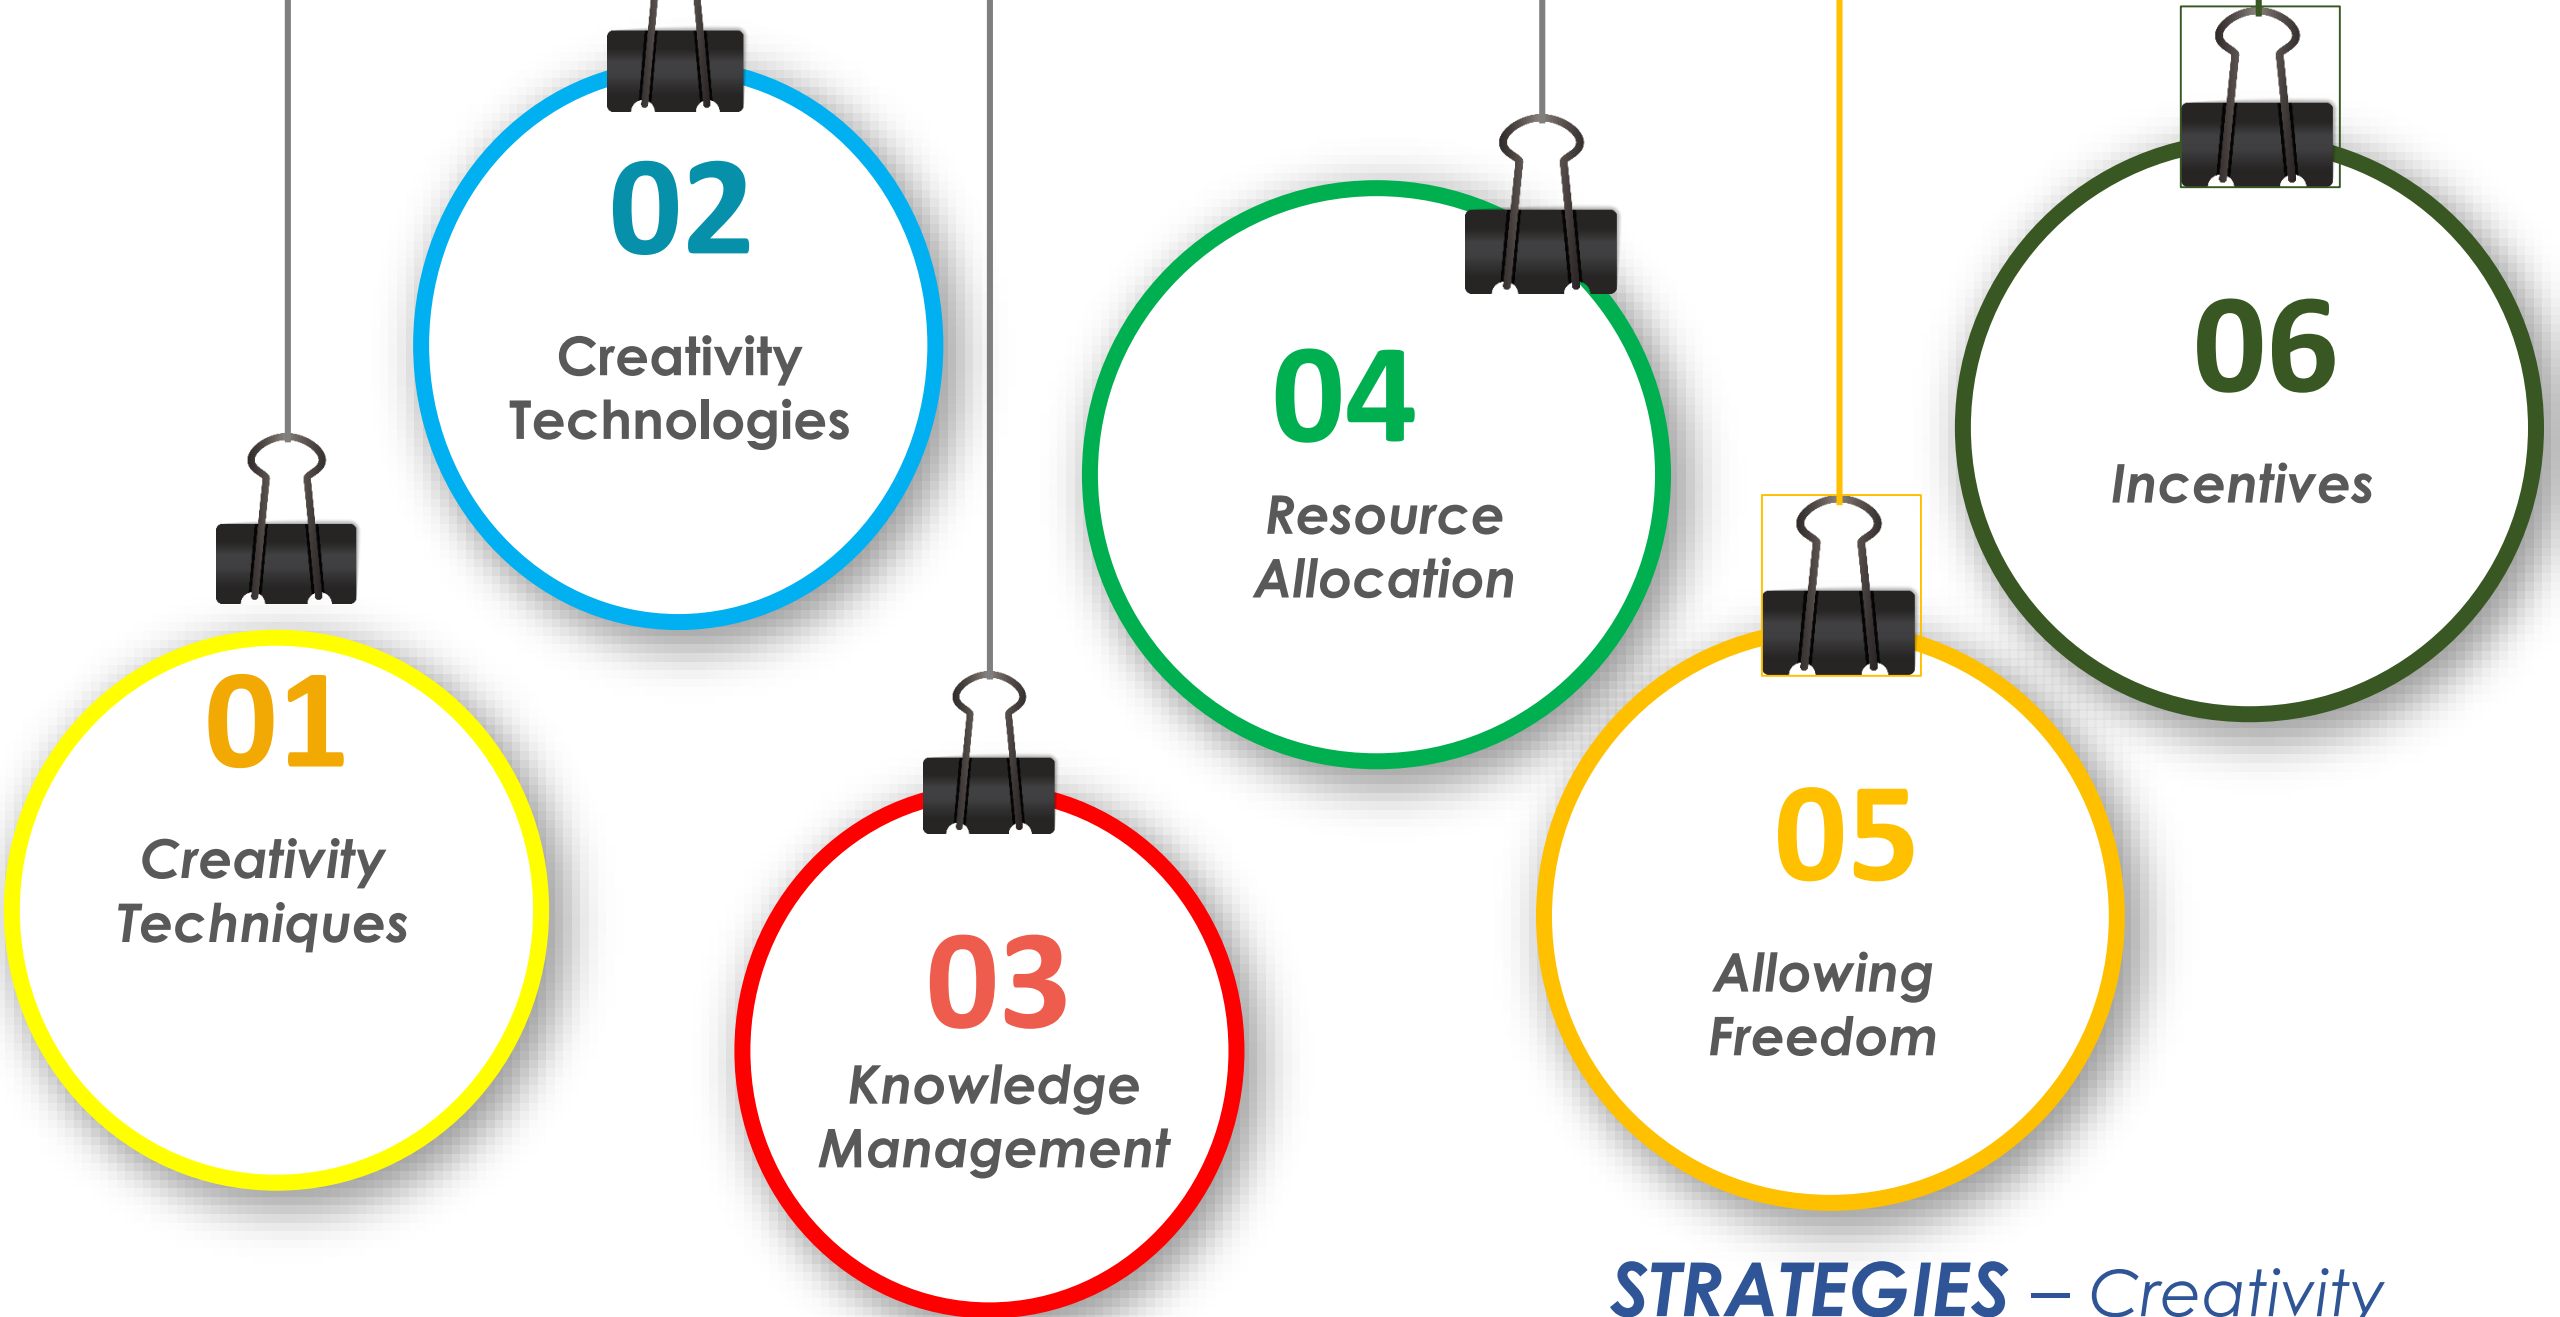 01
Creativity
Techniques
02
Creativity
Technologies
03
Knowledge
Management
04
Resource
Allocation
05
Allowing
Freedom
06
Incentives
STRATEGIES – Creativity